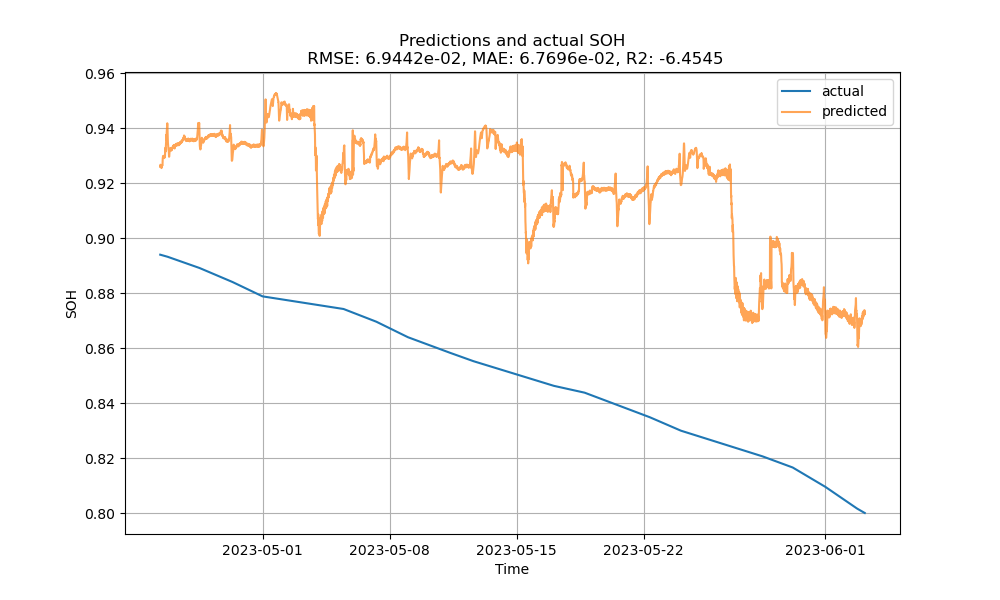 Predictions and actual SOH
RMSE: 6.9442e-02, MAE: 6.7696e-02, R2: -6.4545
actual
predicted
0.96
0.94
0.92
0.90
0.88
0.86
0.84
0.82
0.80
SOH
2023-05-01
2023-05-08
2023-05-15
2023-05-22
2023-06-01
Time